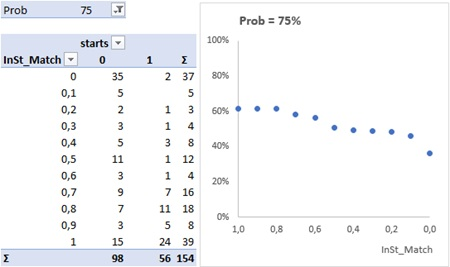 Prob 75
starts
InSt_Match 0 1 Σ
0 35 2 37
0,1 5 5
0,2 2 1 3
0,3 3 1 4
0,4 5 3 8
0,5 11 1 12
0,6 3 1 4
0,7 9 7 16
0,8 7 11 18
0,9 3 5 8
1 15 24 39
Σ 98 56 154
Prob = 75%
100%
80%
60%
40%
20%
0%
1,0 0,8 0,6 0,4 0,2 0,0
InSt_Match